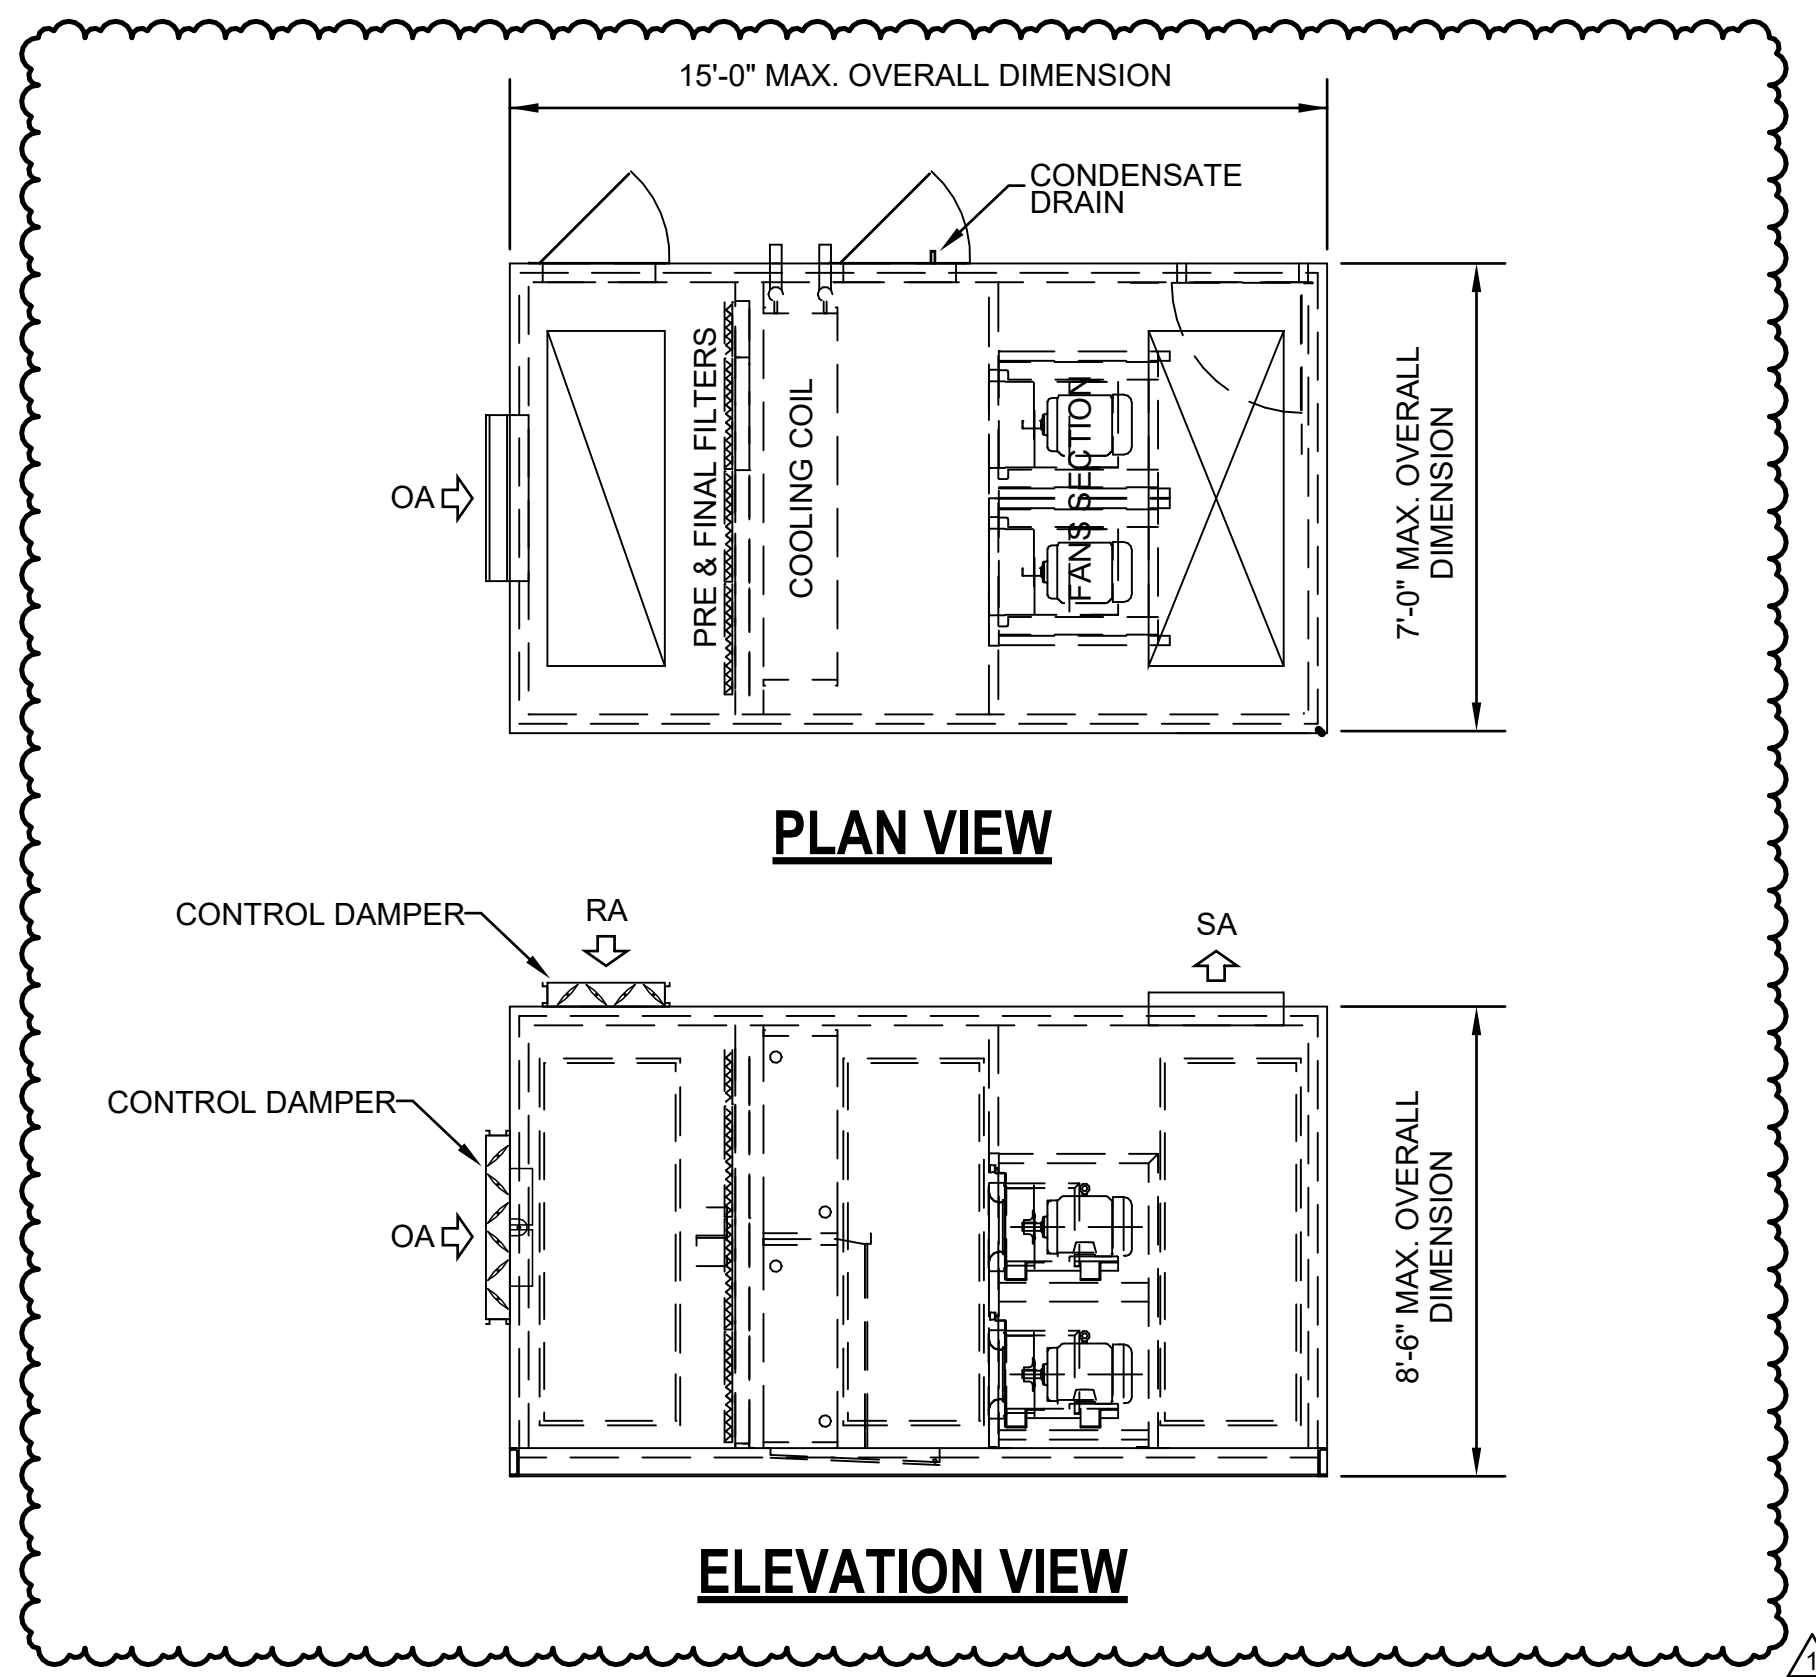 15'-0" MAX. OVERALL DIMENSION
CONDENSATE
DRAIN
PRE & FINAL FILTERS
COOLING COIL
FANS SECTION
OA
7'-0" MAX. OVERALL
DIMENSION
PLAN VIEW
CONTROL DAMPER
RA
SA
CONTROL DAMPER
OA
8'-6" MAX. OVERALL
DIMENSION
ELEVATION VIEW
1